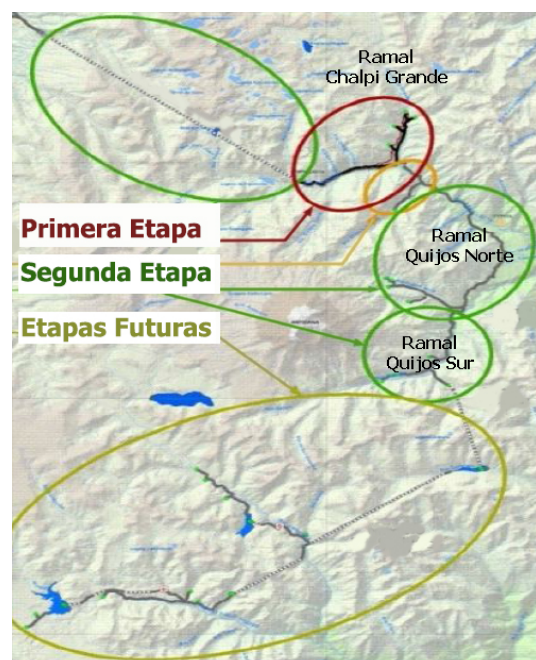 Ramal
Chalpi Grande
Primera Etapa
Ramal
Quijos Norte
Segunda Etapa
Etapas Futuras
Ramal
Quijos Sur